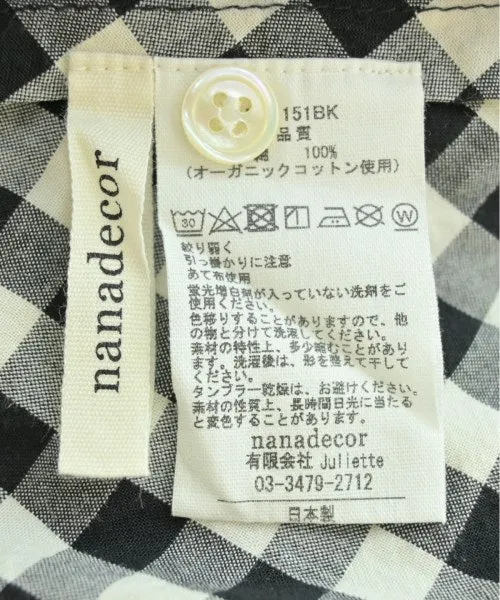 nanadecor
151BK
品質
綿 100%
(オーガニックコットン使用)
30
W
絞り弱く
引っ掛かりに注意
あて布使用
蛍光増白剤が入っていない洗剤をご
使用ください。
色移りすることがありますので、他
の物と分けて洗濯してください。
素材の特性上、多少縮むことがあり
ます。洗濯後は、形を整えて干して
ください。
タンブラー乾燥は、お避けください。
素材の性質上、長時間日光に当たる
と変色することがあります。
nanadecor
有限会社 Juliette
03-3479-2712
日本製